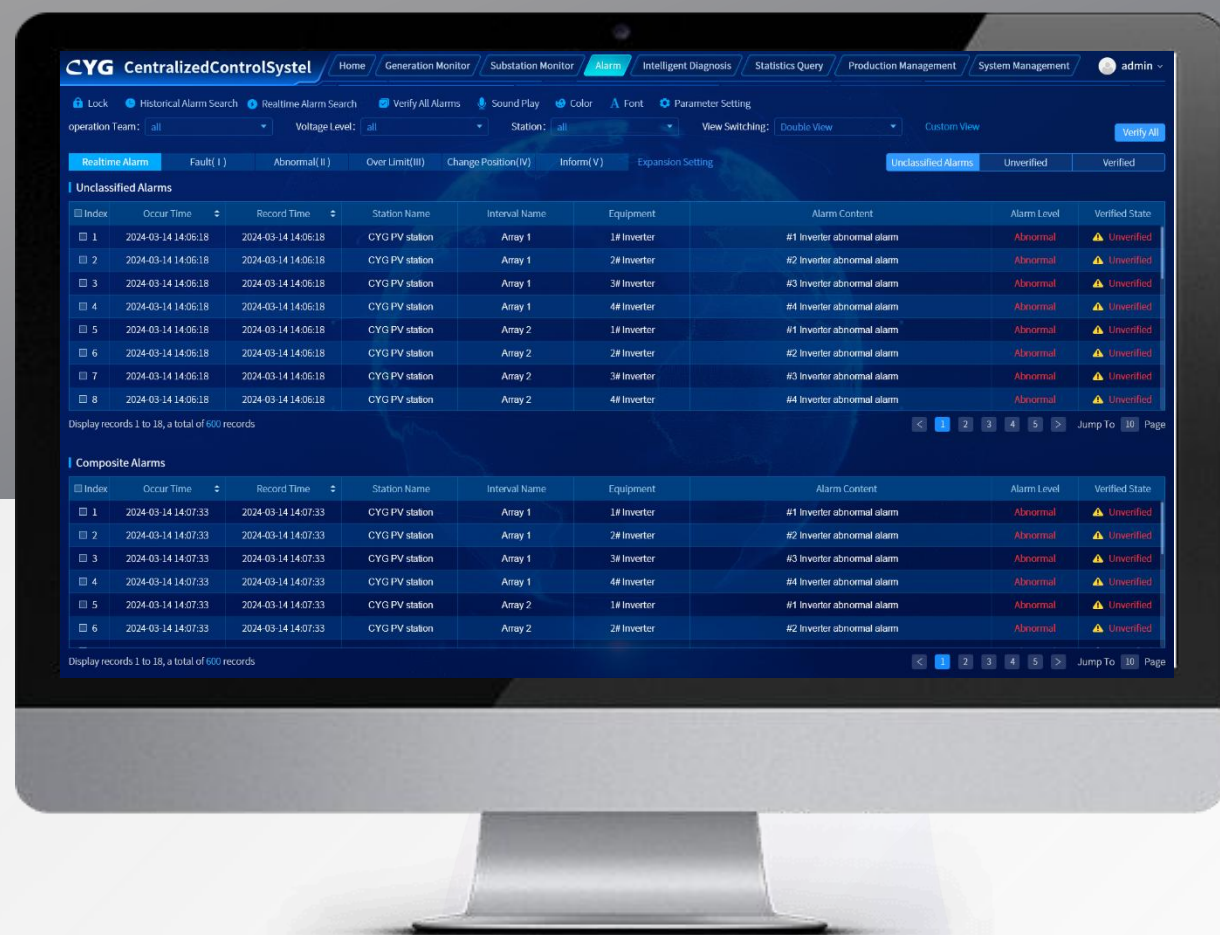 CYG CentralizedControlSystel Home Generation Monitor Substation Monitor Alarm Intelligent Diagnosis Statistics Query Production Management System Management admin
Lock Historical Alarm Search Realtime Alarm Search Verify All Alarms Sound Play Color A Font Parameter Setting
operation Team: all Voltage Level: all Station: all View Switching: Double View Custom View Verify All
Realtime Alarm Fault( I ) Abnormal( II ) Over Limit(III) Change Position(IV) Inform( V ) Expansion Setting Unclassified Alarms Unverified Verified
Unclassified Alarms
Index Occur Time Record Time Station Name Interval Name Equipment Alarm Content Alarm Level Verified State
1 2024-03-14 14:06:18 2024-03-14 14:06:18 CYG PV station Array 1 1# Inverter #1 Inverter abnormal alarm Abnormal Unverified
2 2024-03-14 14:06:18 2024-03-14 14:06:18 CYG PV station Array 1 2# Inverter #2 Inverter abnormal alarm Abnormal Unverified
3 2024-03-14 14:06:18 2024-03-14 14:06:18 CYG PV station Array 1 3# Inverter #3 Inverter abnormal alarm Abnormal Unverified
4 2024-03-14 14:06:18 2024-03-14 14:06:18 CYG PV station Array 1 4# Inverter #4 Inverter abnormal alarm Abnormal Unverified
5 2024-03-14 14:06:18 2024-03-14 14:06:18 CYG PV station Array 2 1# Inverter #1 Inverter abnormal alarm Abnormal Unverified
6 2024-03-14 14:06:18 2024-03-14 14:06:18 CYG PV station Array 2 2# Inverter #2 Inverter abnormal alarm Abnormal Unverified
7 2024-03-14 14:06:18 2024-03-14 14:06:18 CYG PV station Array 2 3# Inverter #3 Inverter abnormal alarm Abnormal Unverified
8 2024-03-14 14:06:18 2024-03-14 14:06:18 CYG PV station Array 2 4# Inverter #4 Inverter abnormal alarm Abnormal Unverified
Display records 1 to 18, a total of 600 records < 1 2 3 4 5 > Jump To 10 Page
Composite Alarms
Index Occur Time Record Time Station Name Interval Name Equipment Alarm Content Alarm Level Verified State
1 2024-03-14 14:07:33 2024-03-14 14:07:33 CYG PV station Array 1 1# Inverter #1 Inverter abnormal alarm Abnormal Unverified
2 2024-03-14 14:07:33 2024-03-14 14:07:33 CYG PV station Array 1 2# Inverter #2 Inverter abnormal alarm Abnormal Unverified
3 2024-03-14 14:07:33 2024-03-14 14:07:33 CYG PV station Array 1 3# Inverter #3 Inverter abnormal alarm Abnormal Unverified
4 2024-03-14 14:07:33 2024-03-14 14:07:33 CYG PV station Array 1 4# Inverter #4 Inverter abnormal alarm Abnormal Unverified
5 2024-03-14 14:07:33 2024-03-14 14:07:33 CYG PV station Array 2 1# Inverter #1 Inverter abnormal alarm Abnormal Unverified
6 2024-03-14 14:07:33 2024-03-14 14:07:33 CYG PV station Array 2 2# Inverter #2 Inverter abnormal alarm Abnormal Unverified
Display records 1 to 18, a total of 600 records < 1 2 3 4 5 > Jump To 10 Page